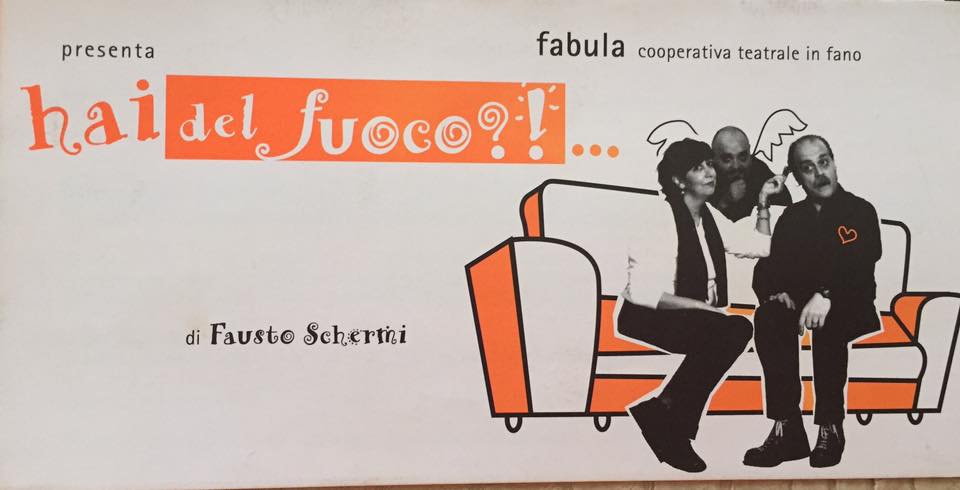 presenta
fabula cooperativa teatrale in fano
hai del fuoco?!...
di Fausto Schermi